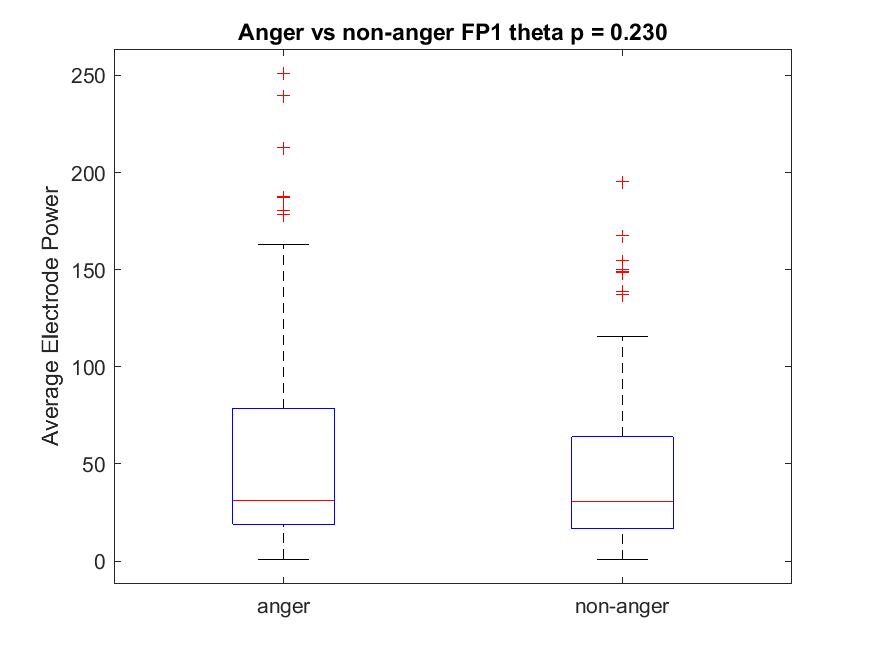 Anger vs non-anger FP1 theta p = 0.230
Average Electrode Power
250
200
150
100
50
0
anger
non-anger